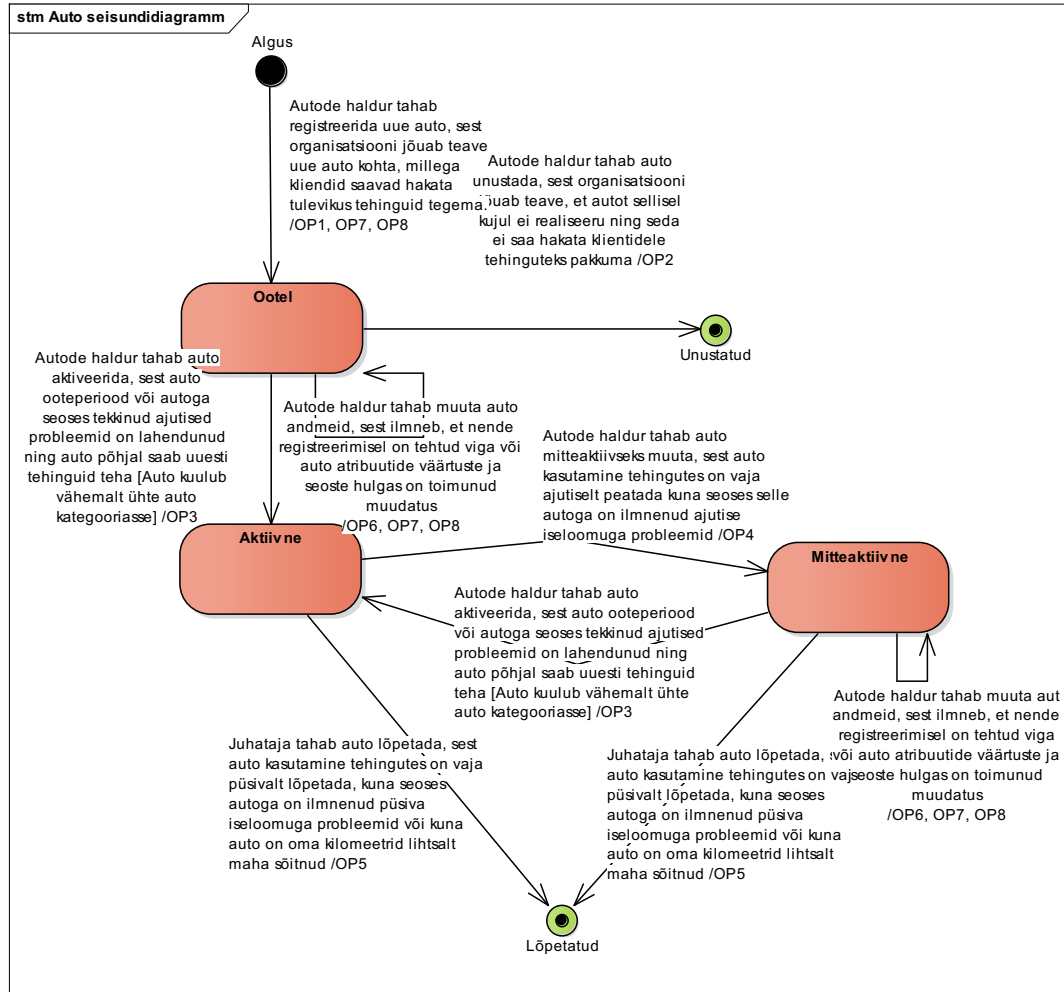 stm Auto seisundidiagramm
Algus
Autode haldur tahab
registreerida uue auto, sest
organisatsiooni jõuab teave
uue auto kohta, millega
kliendid saavad hakata
tulevikus tehinguid tegema.
/OP1, OP7, OP8
Autode haldur tahab auto
unustada, sest organisatsiooni
jõuab teave, et autot sellisel
kujul ei realiseeru ning seda
ei saa hakata klientidele
tehinguteks pakkuma /OP2
Ootel
Unustatud
Autode haldur tahab auto
aktiveerida, sest auto
ooteperiood või autoga
seoses tekkinud ajutised
probleemid on lahendunud
ning auto põhjal saab uuesti
tehinguid teha [Auto kuulub
vähemalt ühte auto
kategooriasse] /OP3
Autode haldur tahab muuta auto
andmeid, sest ilmneb, et nende
registreerimisel on tehtud viga või
auto atribuutide väärtuste ja
seoste hulgas on toimunud
muudatus
/OP6, OP7, OP8
Autode haldur tahab auto
mitteaktiivseks muuta, sest auto
kasutamine tehingutes on vaja
ajutiselt peatada kuna seoses selle
autoga on ilmnenud ajutise
iseloomuga probleemid /OP4
Aktiivne
Mitteaktiivne
Autode haldur tahab auto
aktiveerida, sest auto ooteperiood
või autoga seoses tekkinud ajutised
probleemid on lahendunud ning
auto põhjal saab uuesti tehinguid
teha [Auto kuulub vähemalt ühte
auto kategooriasse] /OP3
Autode haldur tahab muuta aut
andmeid, sest ilmneb, et nende
registreerimisel on tehtud viga
või auto atribuutide väärtuste ja
seoste hulgas on toimunud
muudatus
/OP6, OP7, OP8
Juhataja tahab auto lõpetada, sest
auto kasutamine tehingutes on vaja
püsivalt lõpetada, kuna seoses
autoga on ilmnenud püsiva
iseloomuga probleemid või kuna
auto on oma kilomeetrid lihtsalt
maha sõitnud /OP5
Juhataja tahab auto lõpetada,
auto kasutamine tehingutes on vaja
püsivalt lõpetada, kuna seoses
autoga on ilmnenud püsiva
iseloomuga probleemid või kuna
auto on oma kilomeetrid lihtsalt
maha sõitnud /OP5
Lõpetatud